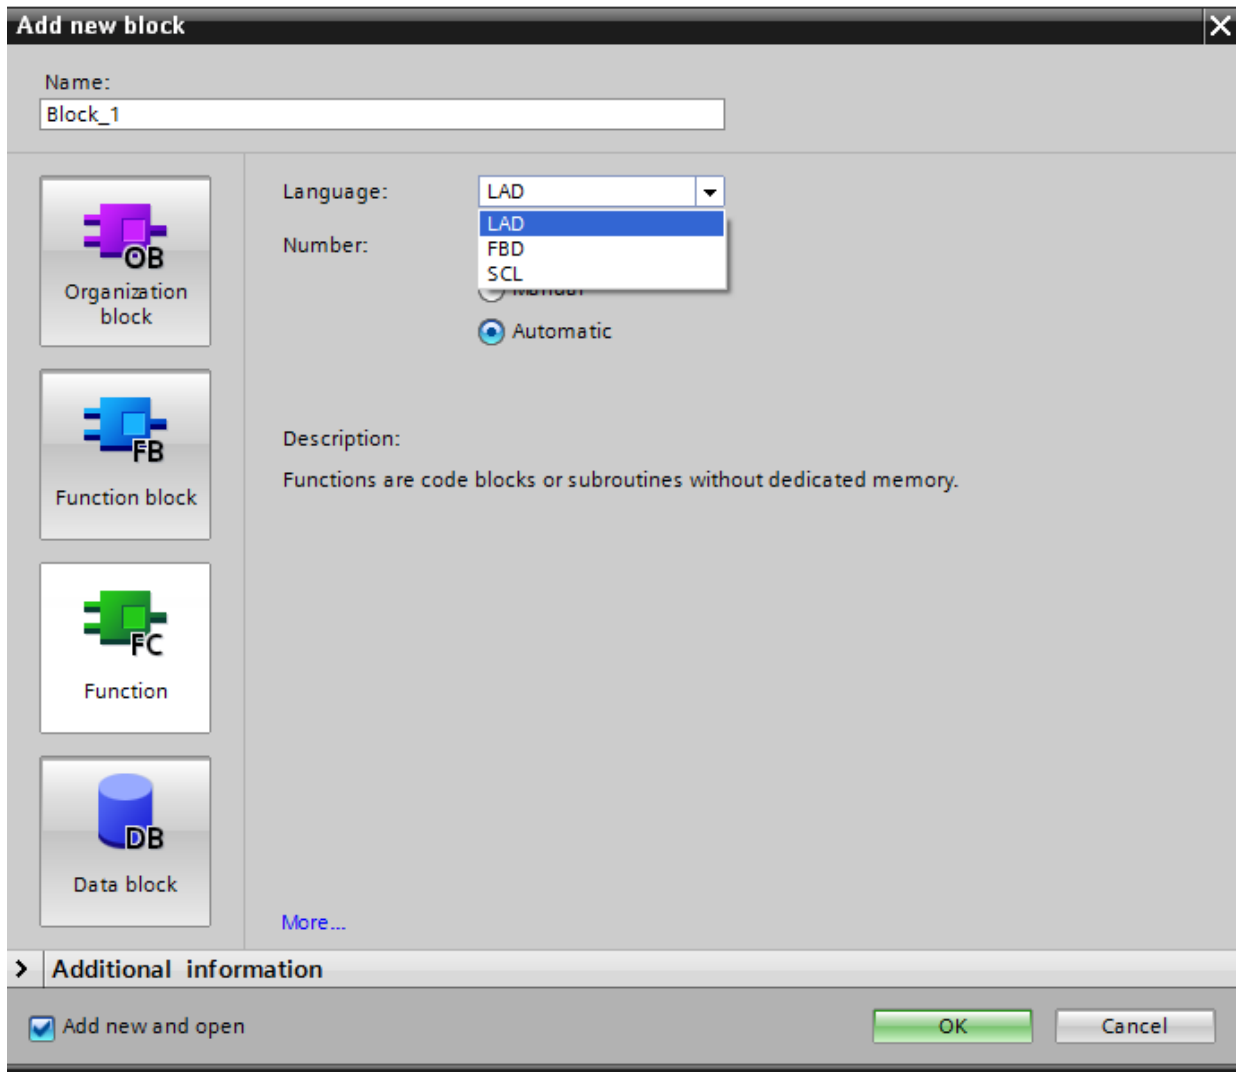 Add new block
Name:
Block_1
Language:
LAD
LAD
FBD
SCL
Number:
Manual
Automatic
OB
Organization
block
FB
Function block
FC
Function
DB
Data block
Description:
Functions are code blocks or subroutines without dedicated memory.
More...
Additional information
Add new and open
OK
Cancel